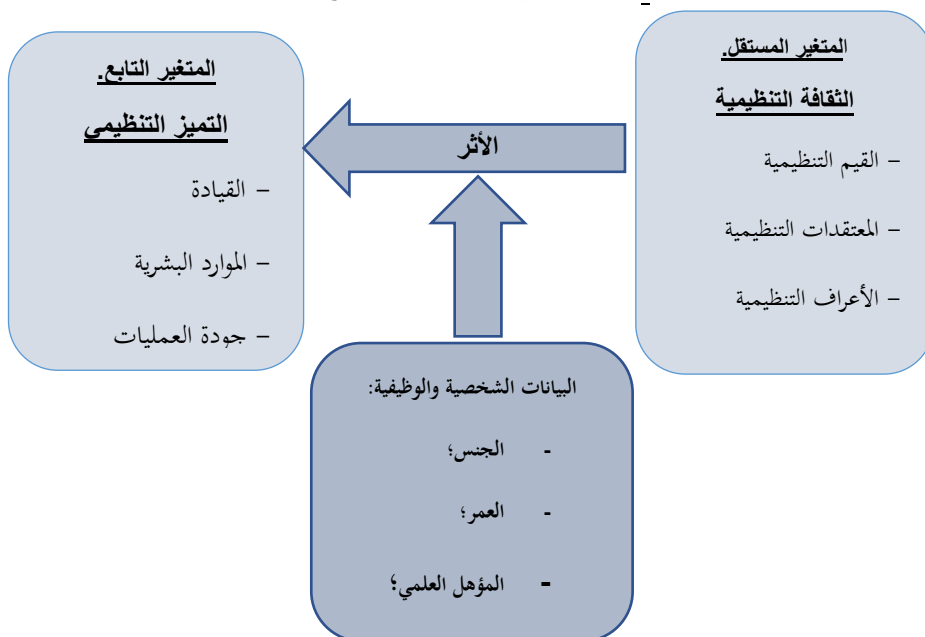 المتغير المستقل.
الثقافة التنظيمية
– القيم التنظيمية
– المعتقدات التنظيمية
– الأعراف التنظيمية
الأثر
المتغير التابع.
التميز التنظيمي
– القيادة
– الموارد البشرية
– جودة العمليات
البيانات الشخصية والوظيفية:
- الجنس؛
- العمر؛
- المؤهل العلمي؛